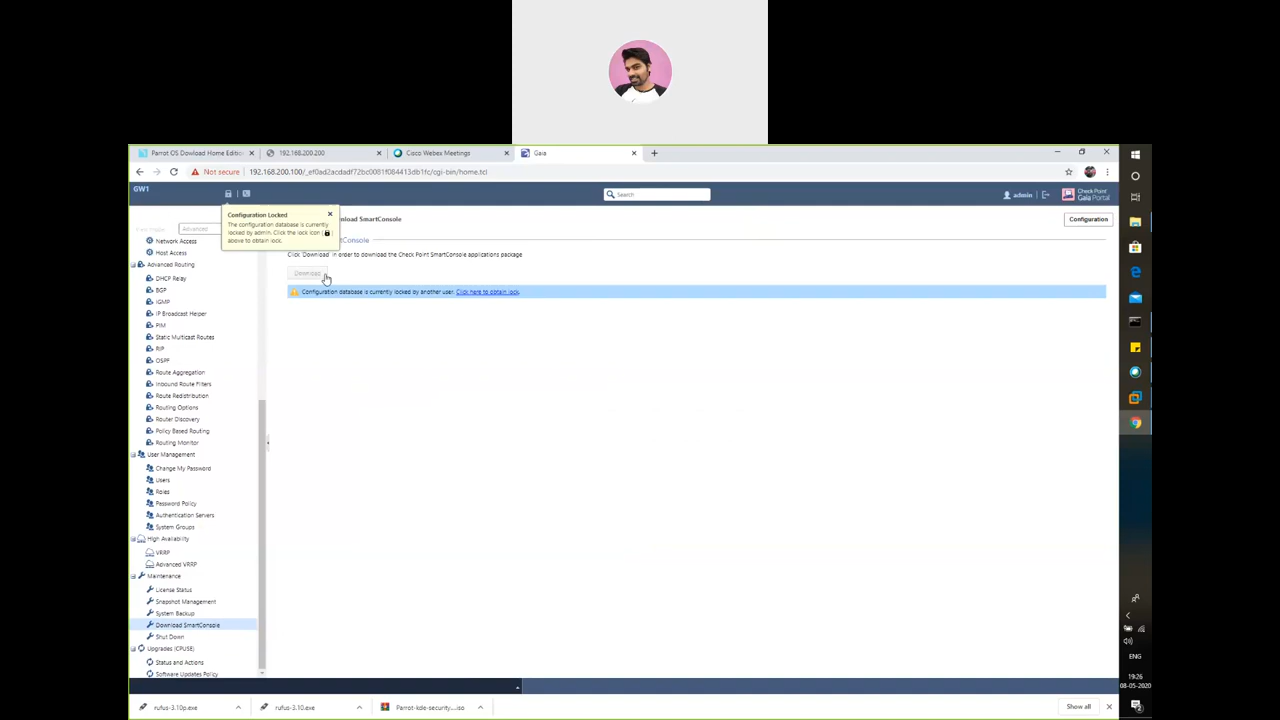 Parrot OS Dowload Home Editio
192.168.200.200
Cisco Webex Meetings
Gaia
Not secure
192.168.200.100/_ef0ad2acdadf72bc0081f064413db1fc/cgi-bin/home.tcl
GW1
Search
admin
Check Point
Gaia Portal
Configuration Locked
The configuration database is currently
locked by admin. Click the lock icon
above to obtain lock.
Advanced
Download SmartConsole
Configuration
Click 'Download' in order to download the Check Point SmartConsole applications package
Download
Configuration database is currently locked by another user. Click here to obtain lock.
Network Access
Host Access
Advanced Routing
DHCP Relay
BGP
IGMP
IP Broadcast Helper
PIM
Static Multicast Routes
RIP
OSPF
Route Aggregation
Inbound Route Filters
Route Redistribution
Routing Options
Router Discovery
Policy Based Routing
Routing Monitor
User Management
Change My Password
Users
Roles
Password Policy
Authentication Servers
System Groups
High Availability
VRRP
Advanced VRRP
Maintenance
License Status
Snapshot Management
System Backup
Download SmartConsole
Shut Down
Upgrades (CPUSE)
Status and Actions
Software Updates Policy
ENG
19:26
08-05-2020
rufus-3.10p.exe
rufus-3.10.exe
Parrot-kde-security....iso
Show all